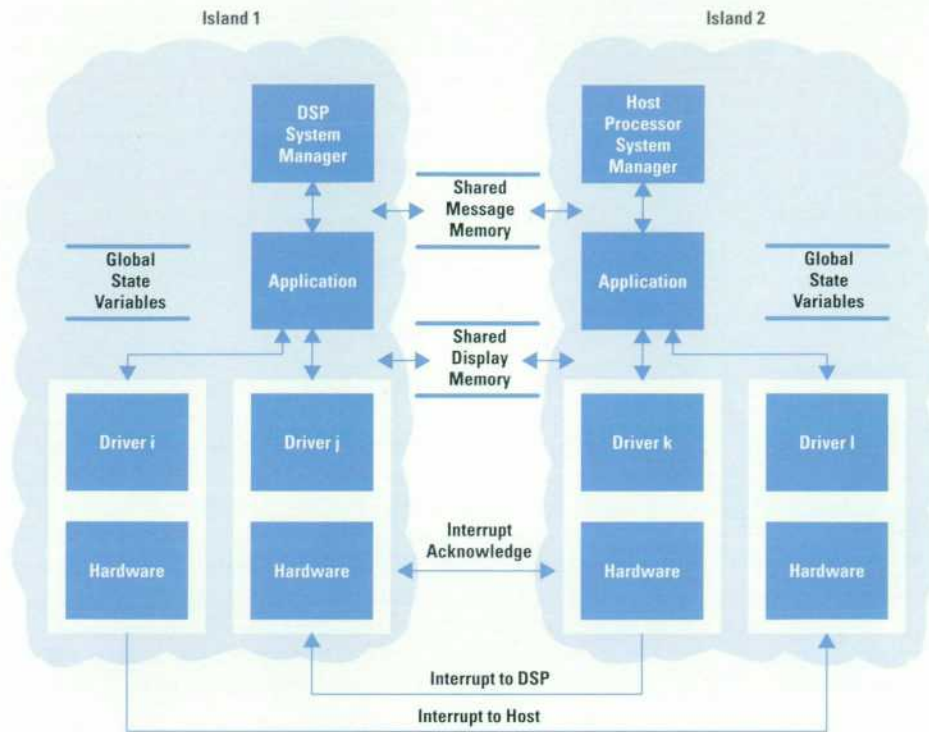 Island 1
Island 2
DSP
System
Manager
Host
Processor
System
Manager
Shared
Message
Memory
Global
State
Variables
Application
Application
Global
State
Variables
Shared
Display
Memory
Driver i
Driver j
Driver k
Driver l
Interrupt
Acknowledge
Hardware
Hardware
Hardware
Hardware
Interrupt to DSP
Interrupt to Host